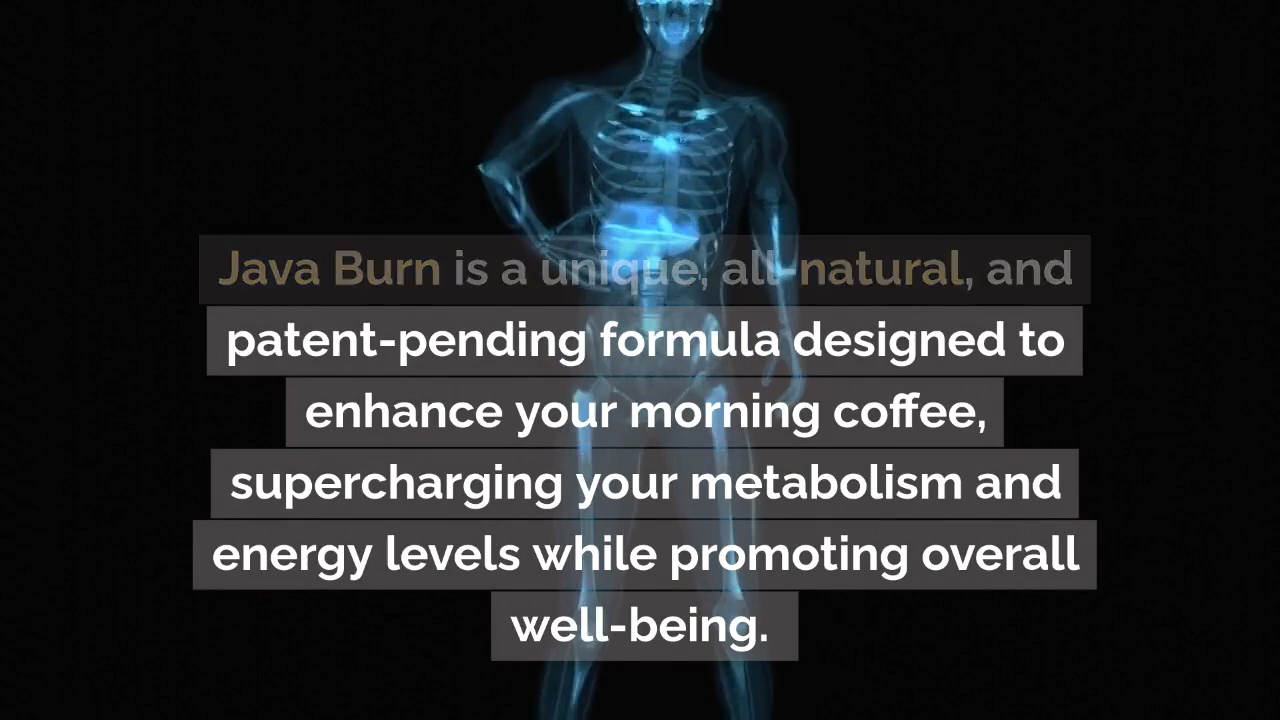 Java Burn is a unique, all-natural, and
patent-pending formula designed to
enhance your morning coffee,
supercharging your metabolism and
energy levels while promoting overall
well-being.